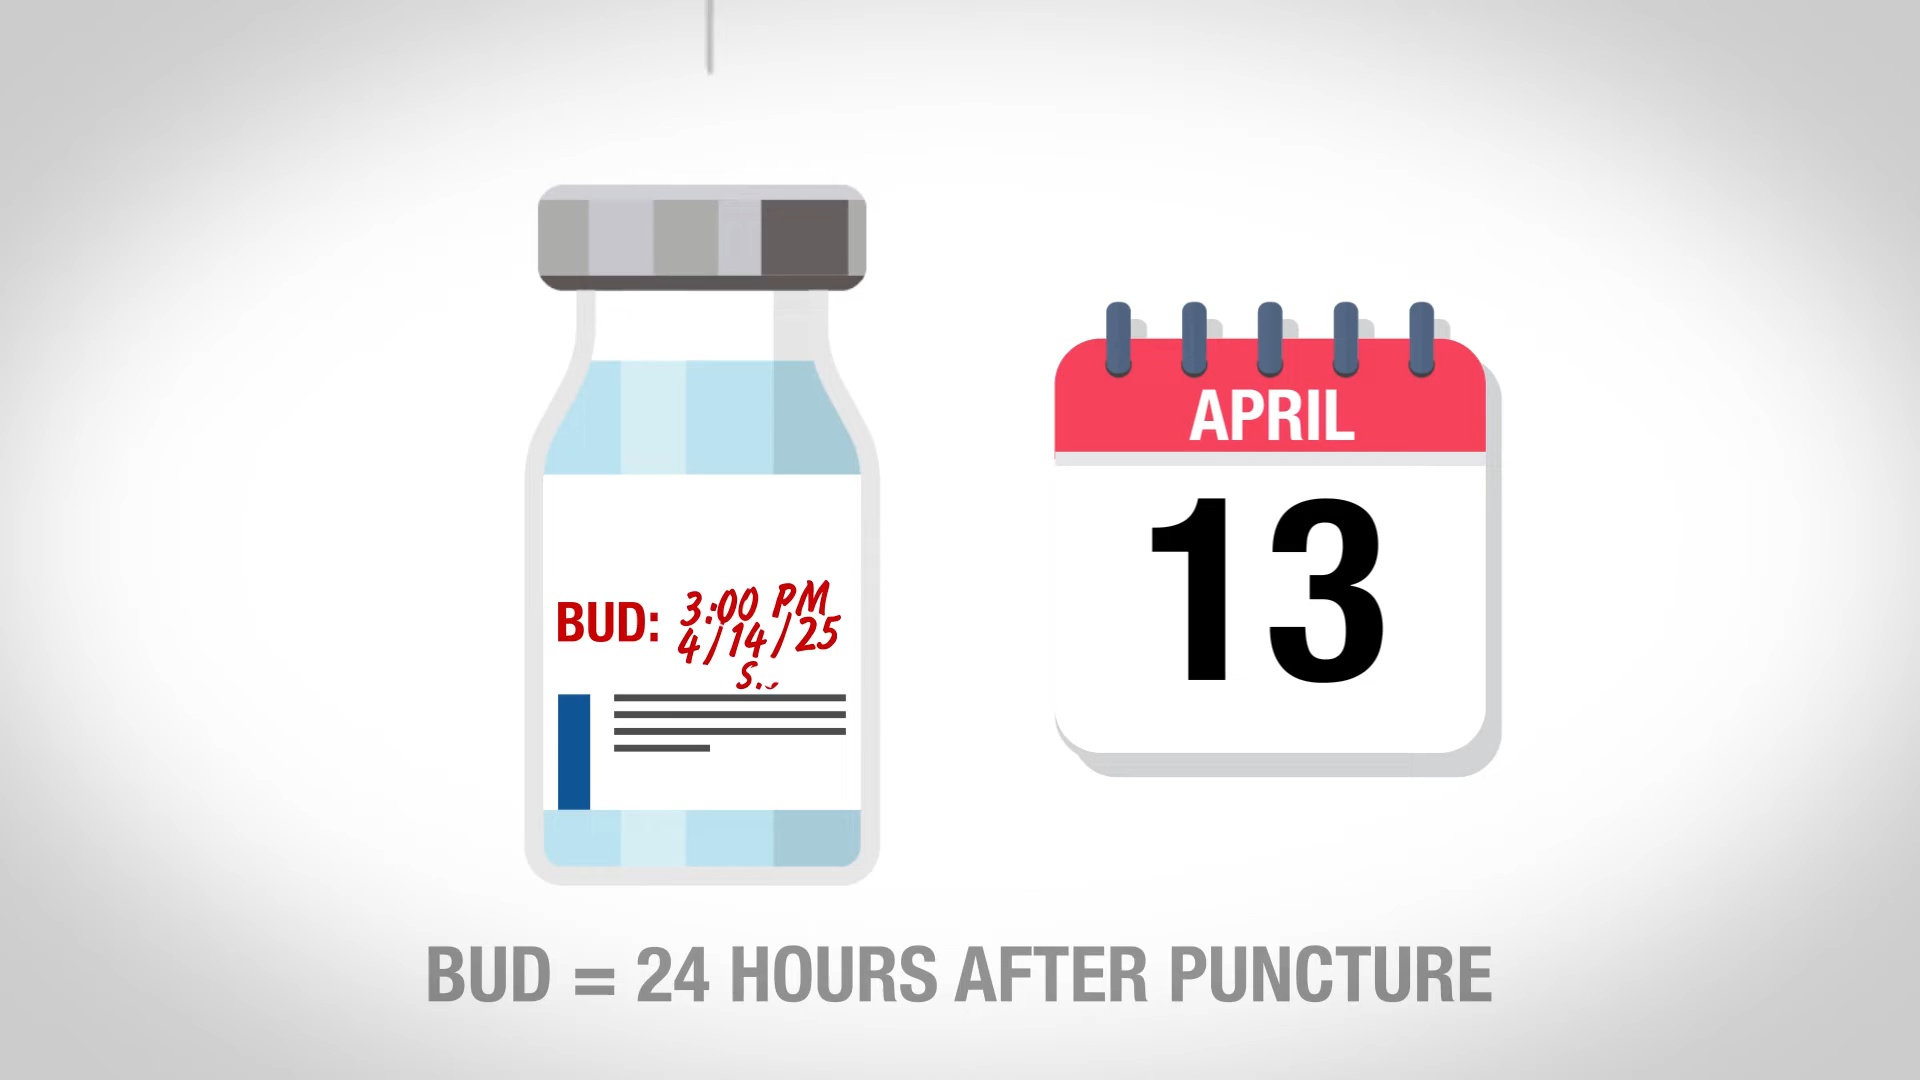 BUD: 3:00 PM
4/14/25
S.
APRIL
13
BUD = 24 HOURS AFTER PUNCTURE